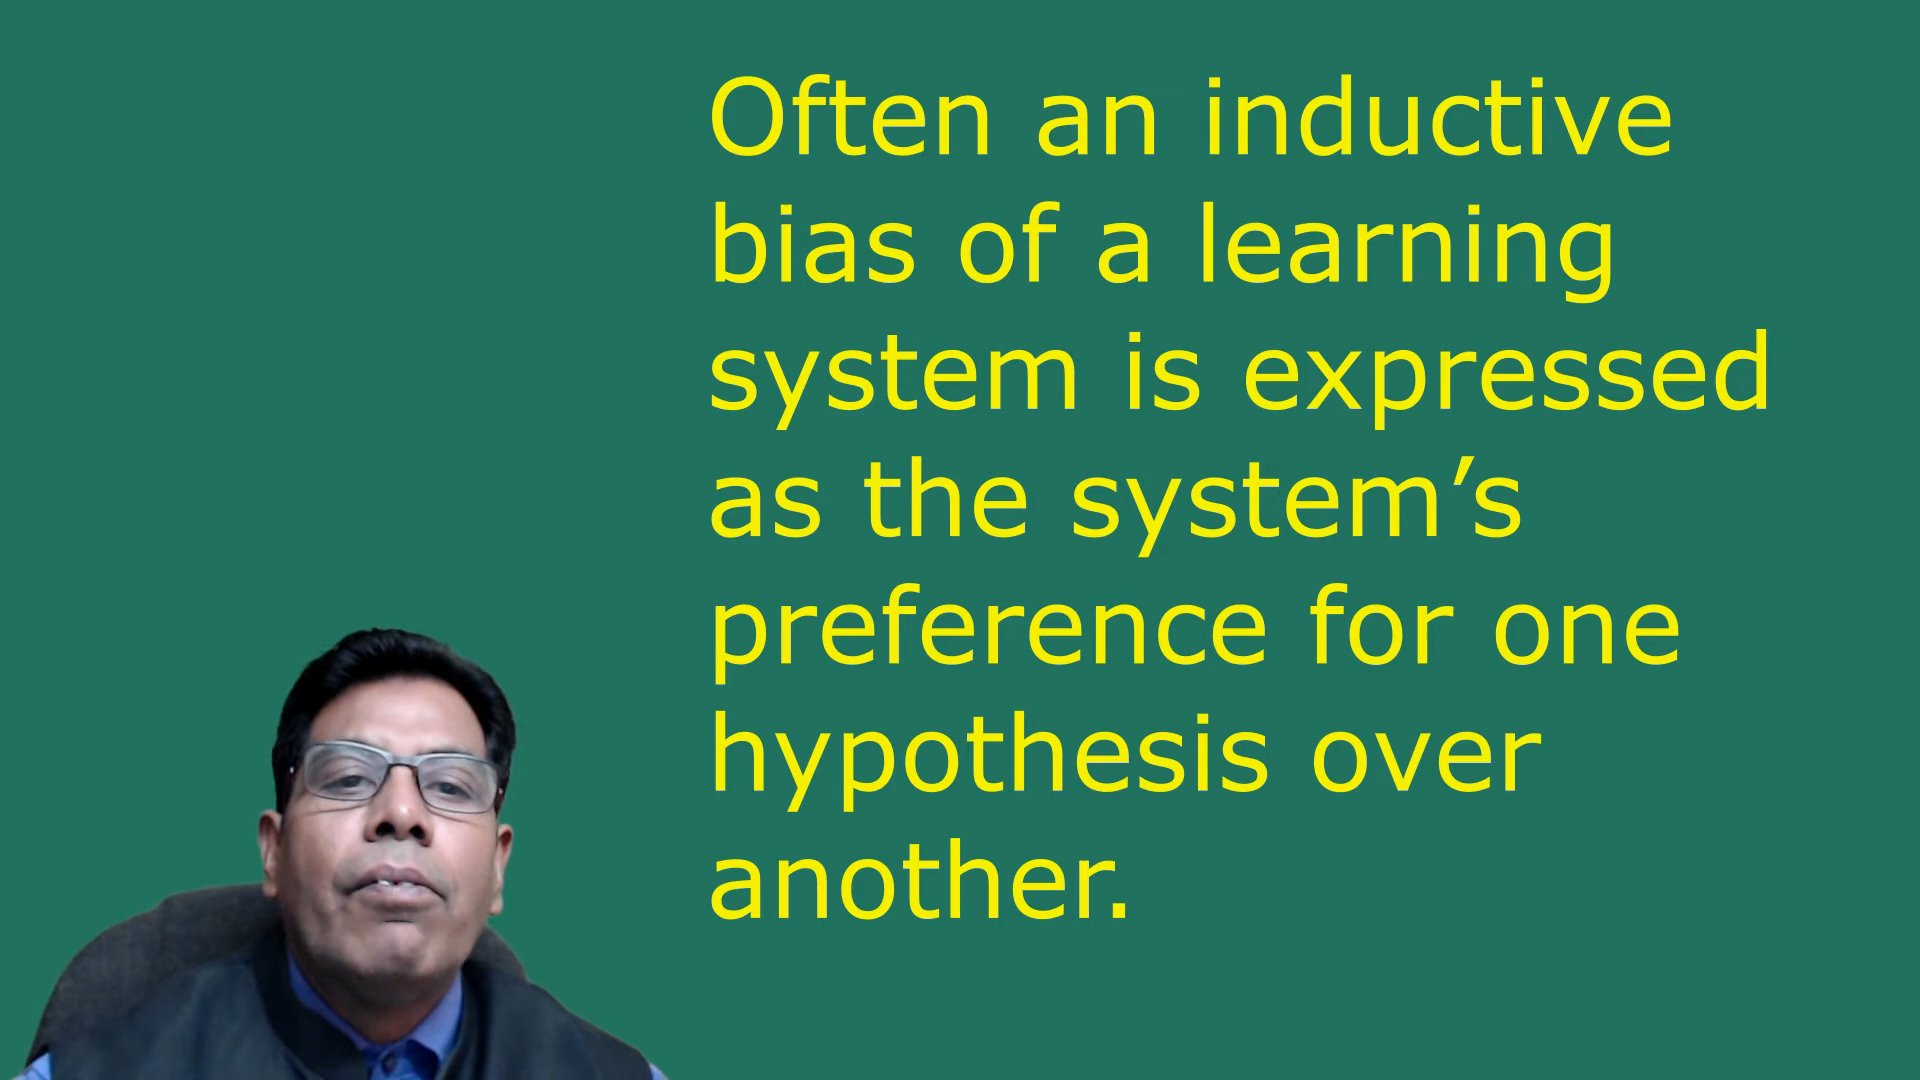 Often an inductive
bias of a learning
system is expressed
as the system’s
preference for one
hypothesis over
another.